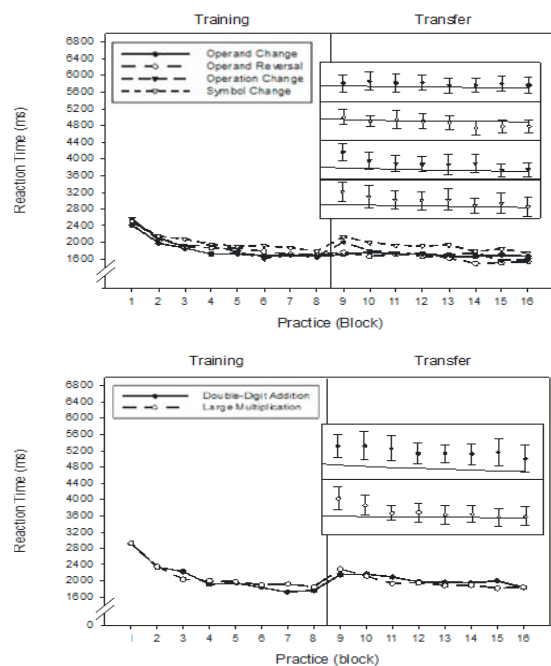 Training Transfer
6800
6000
5600
5200
4800
4400
4000
3600
3200
2800
2400
2000
1600
Reaction Time (ms)
Operand Change
Operand Reversal
Operation Change
Symbol Change
1 2 3 4 5 6 7 8 9 10 11 12 13 14 15 16
Practice (Block)
Training Transfer
6800
6000
5600
5200
4800
4400
4000
3600
3200
2800
2400
2000
1600
0
Reaction Time (ms)
Double-Digit Addition
Large Multiplication
1 2 3 4 5 6 7 8 9 10 11 12 13 14 15 16
Practice (block)